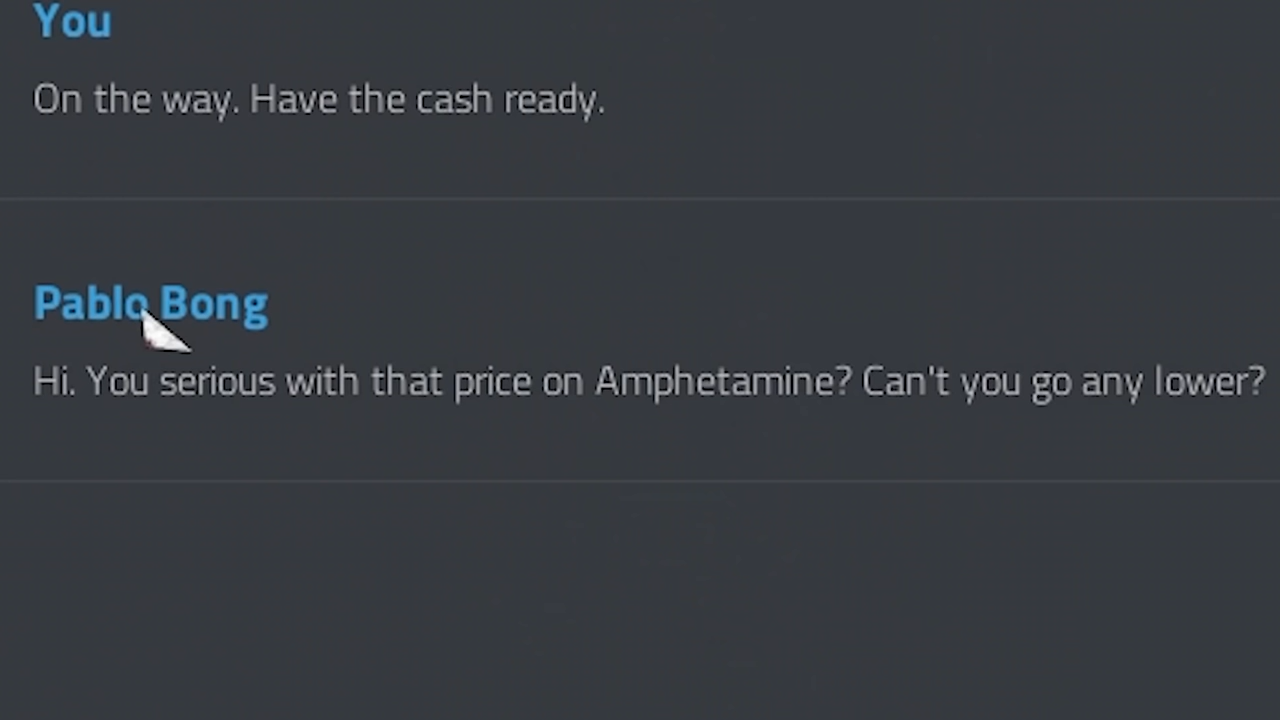 You
On the way. Have the cash ready.
Pablo Bong
Hi. You serious with that price on Amphetamine? Can't you go any lower?